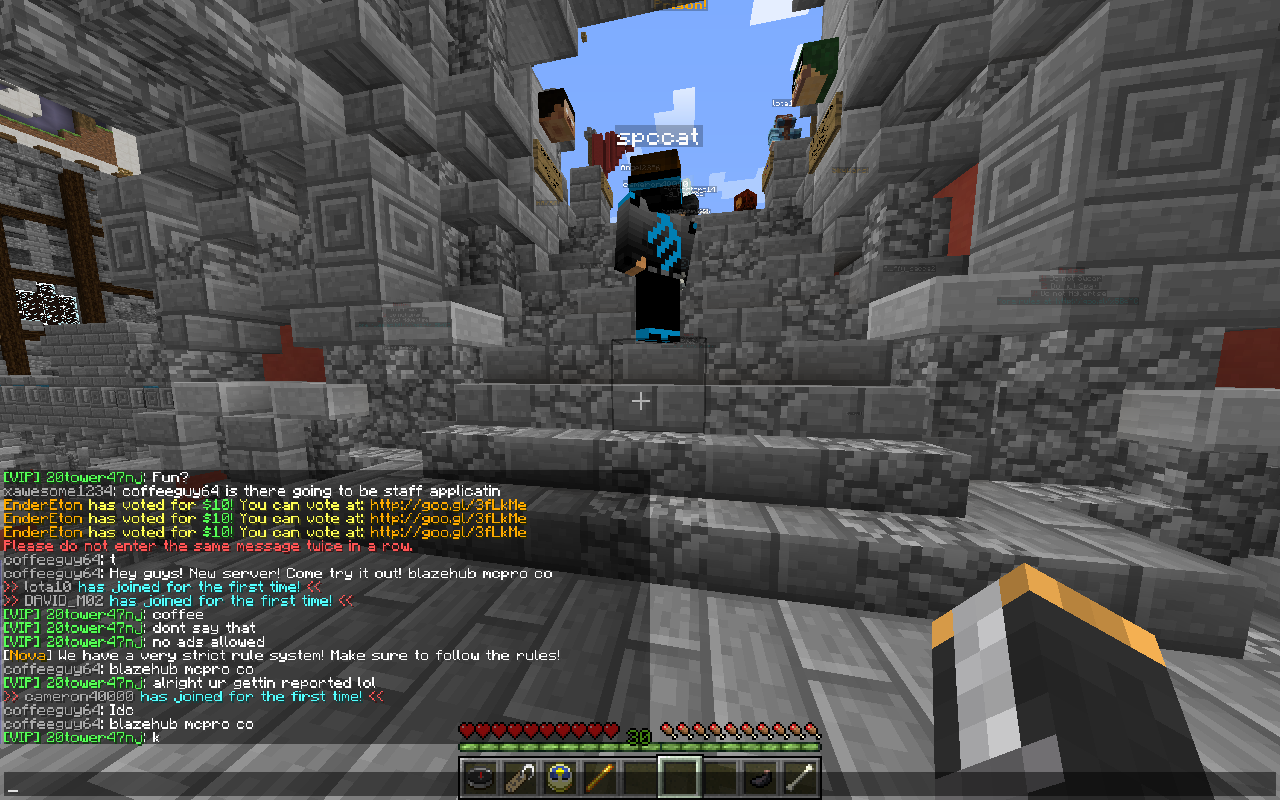 Prison!
lota1
spccat
[VIP] 20tower47nj: Fun?
xawesome1234: coffeeguy64 is there going to be staff applicatin
EnderEton has voted for $10! You can vote at: http://goo.gl/3fLkMe
EnderEton has voted for $10! You can vote at: http://goo.gl/3fLkMe
EnderEton has voted for $10! You can vote at: http://goo.gl/3fLkMe
Please do not enter the same message twice in a row.
coffeeguy64: t
coffeeguy64: Hey guys! New server! Come try it out! blazehub mcpro co
>> lota10 has joined for the first time! <<
>> DAVID_M02 has joined for the first time! <<
[VIP] 20tower47nj: coffee
[VIP] 20tower47nj: dont say that
[VIP] 20tower47nj: no ads allowed
[Nova] We have a very strict rule system! Make sure to follow the rules!
coffeeguy64: blazehub mcpro co
[VIP] 20tower47nj: alright ur gettin reported lol
>> cameron40000 has joined for the first time! <<
coffeeguy64: Idc
coffeeguy64: blazehub mcpro co
[VIP] 20tower47nj: k
30
_